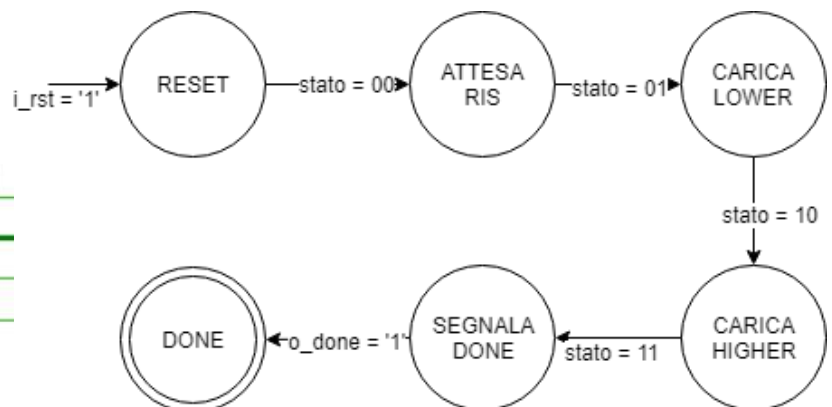 i_rst = '1'
RESET
stato = 00
ATTESA
RIS
stato = 01
CARICA
LOWER
stato = 10
CARICA
HIGHER
stato = 11
SEGNALA
DONE
o_done = '1'
DONE